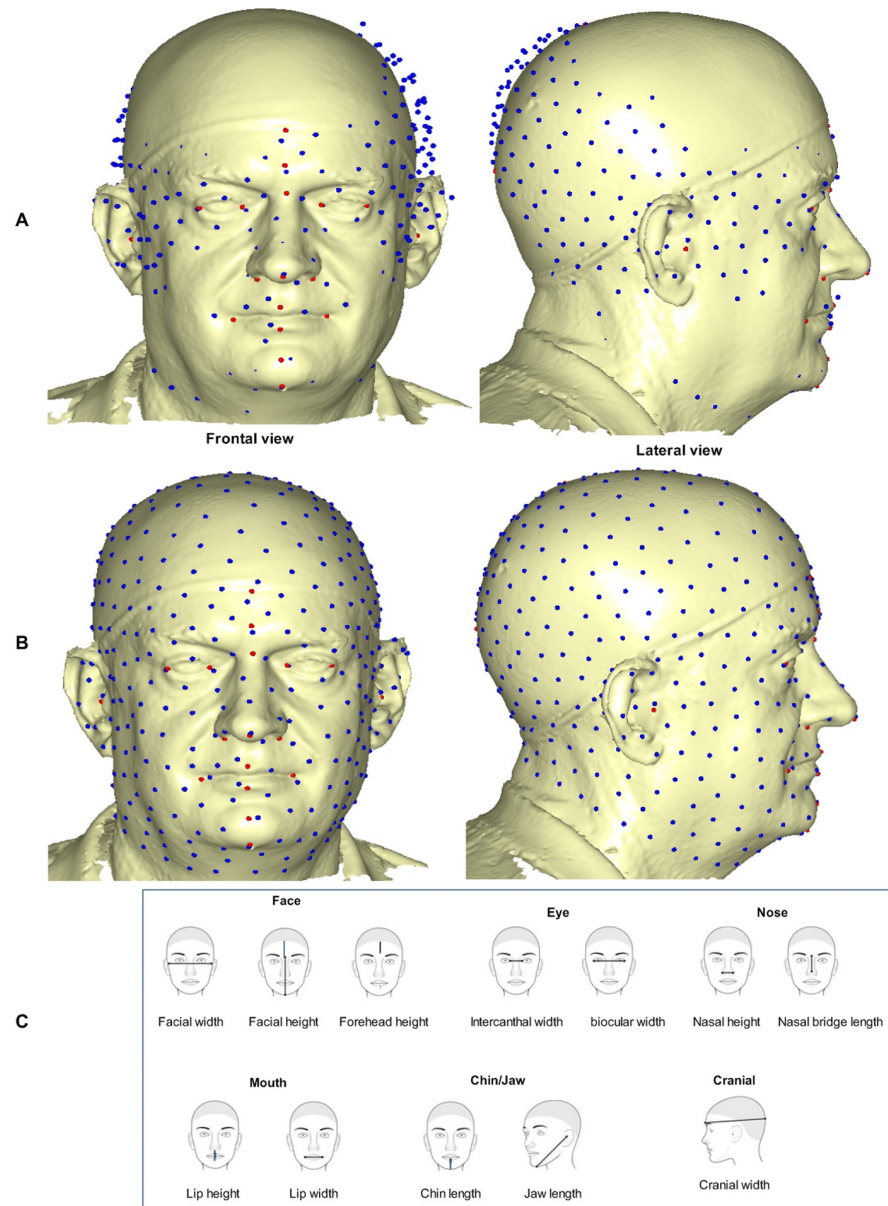 A
Frontal view
Lateral view
B
C
Face
Eye
Nose
Facial width
Facial height
Forehead height
Intercanthal width
biocular width
Nasal height
Nasal bridge length
Mouth
Chin/Jaw
Cranial
Lip height
Lip width
Chin length
Jaw length
Cranial width